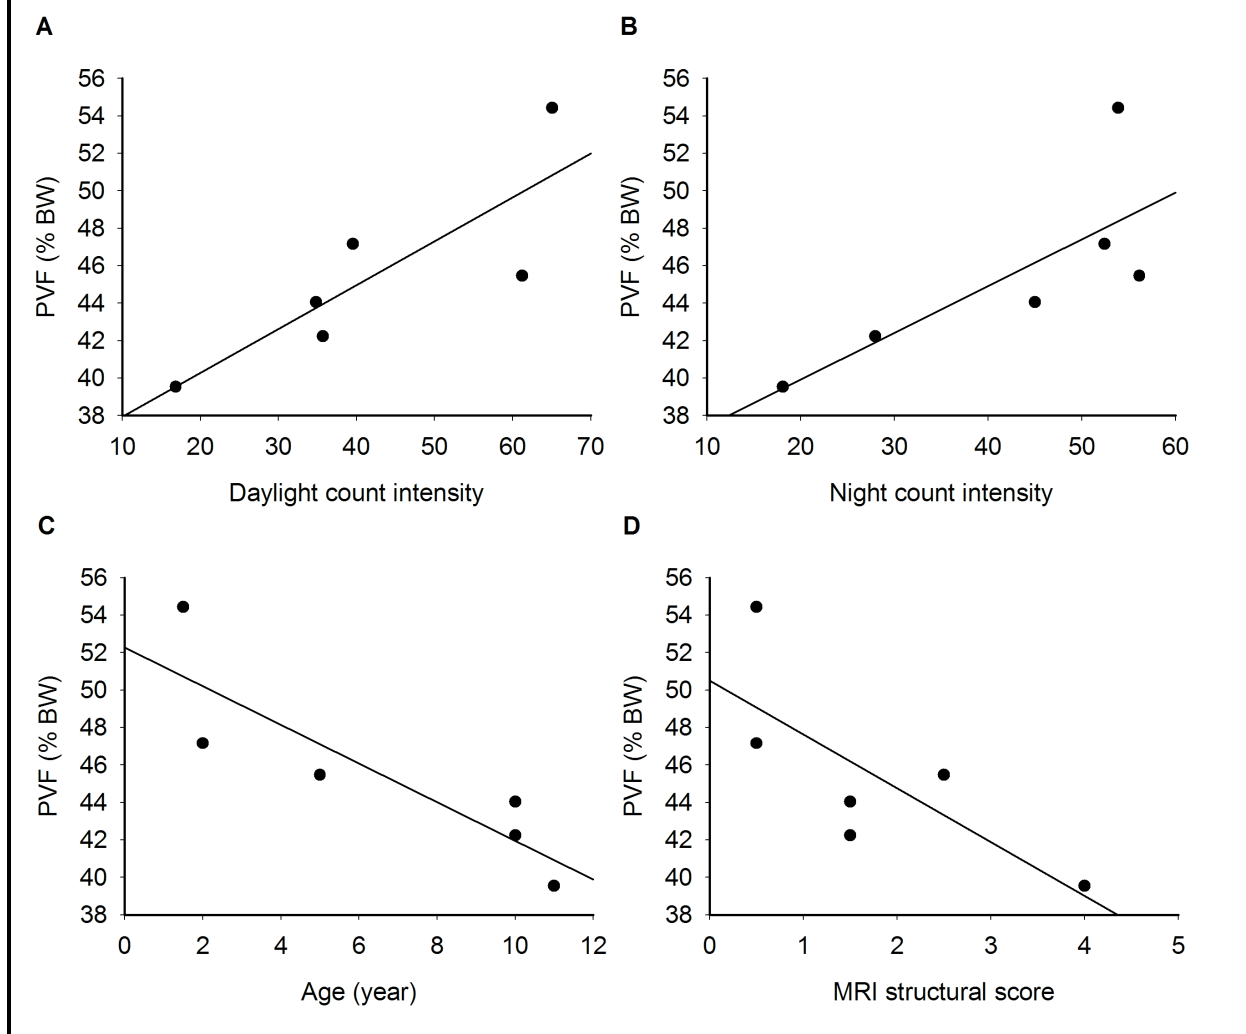 A
B
56
54
52
50
48
46
44
42
40
38
PVF (% BW)
10 20 30 40 50 60 70
Daylight count intensity
56
54
52
50
48
46
44
42
40
38
PVF (% BW)
10 20 30 40 50 60
Night count intensity
C
D
56
54
52
50
48
46
44
42
40
38
PVF (% BW)
0 2 4 6 8 10 12
Age (year)
56
54
52
50
48
46
44
42
40
38
PVF (% BW)
0 1 2 3 4 5
MRI structural score